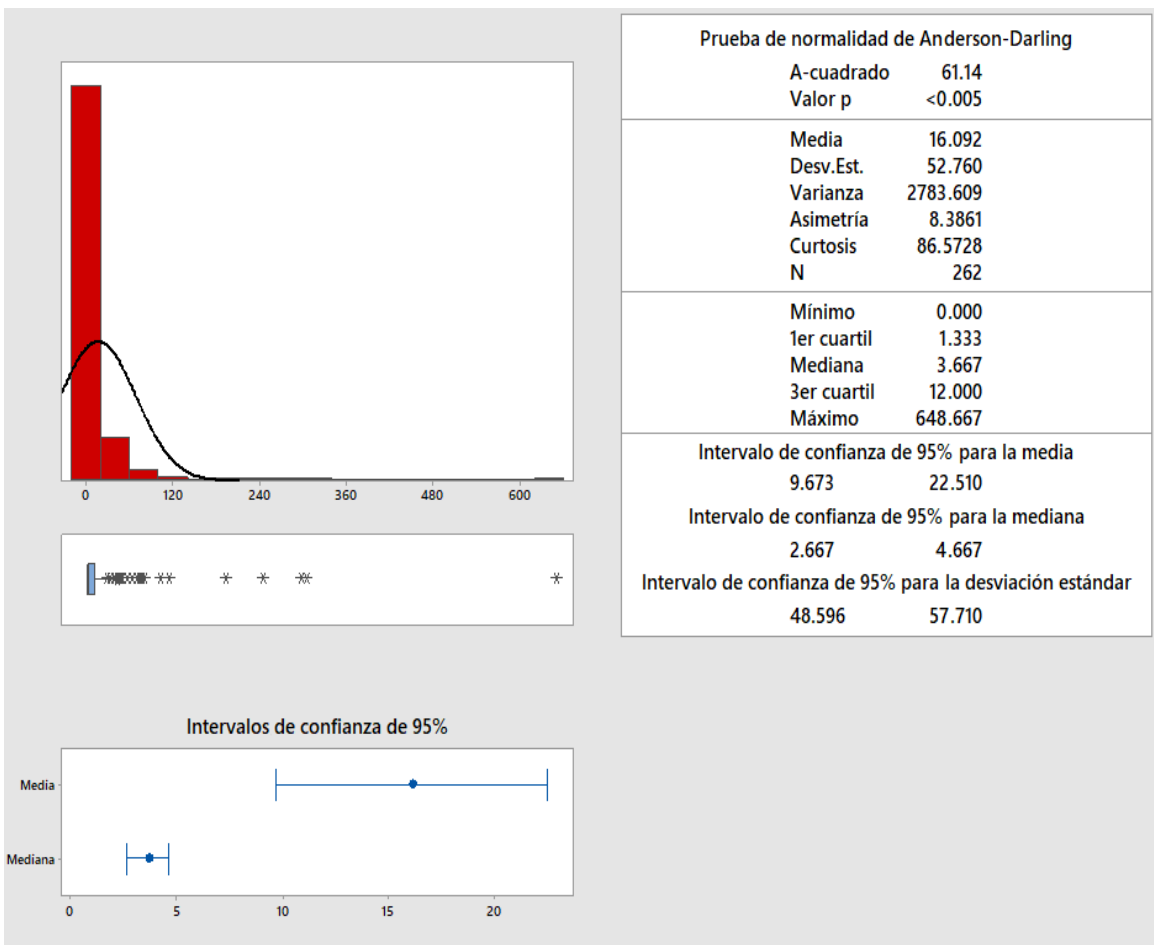 Prueba de normalidad de Anderson-Darling
A-cuadrado 61.14
Valor p <0.005
Media 16.092
Desv.Est. 52.760
Varianza 2783.609
Asimetría 8.3861
Curtosis 86.5728
N 262
Mínimo 0.000
1er cuartil 1.333
Mediana 3.667
3er cuartil 12.000
Máximo 648.667
Intervalo de confianza de 95% para la media
9.673 22.510
Intervalo de confianza de 95% para la mediana
2.667 4.667
Intervalo de confianza de 95% para la desviación estándar
48.596 57.710
0 120 240 360 480 600
Intervalos de confianza de 95%
Media
Mediana
0 5 10 15 20